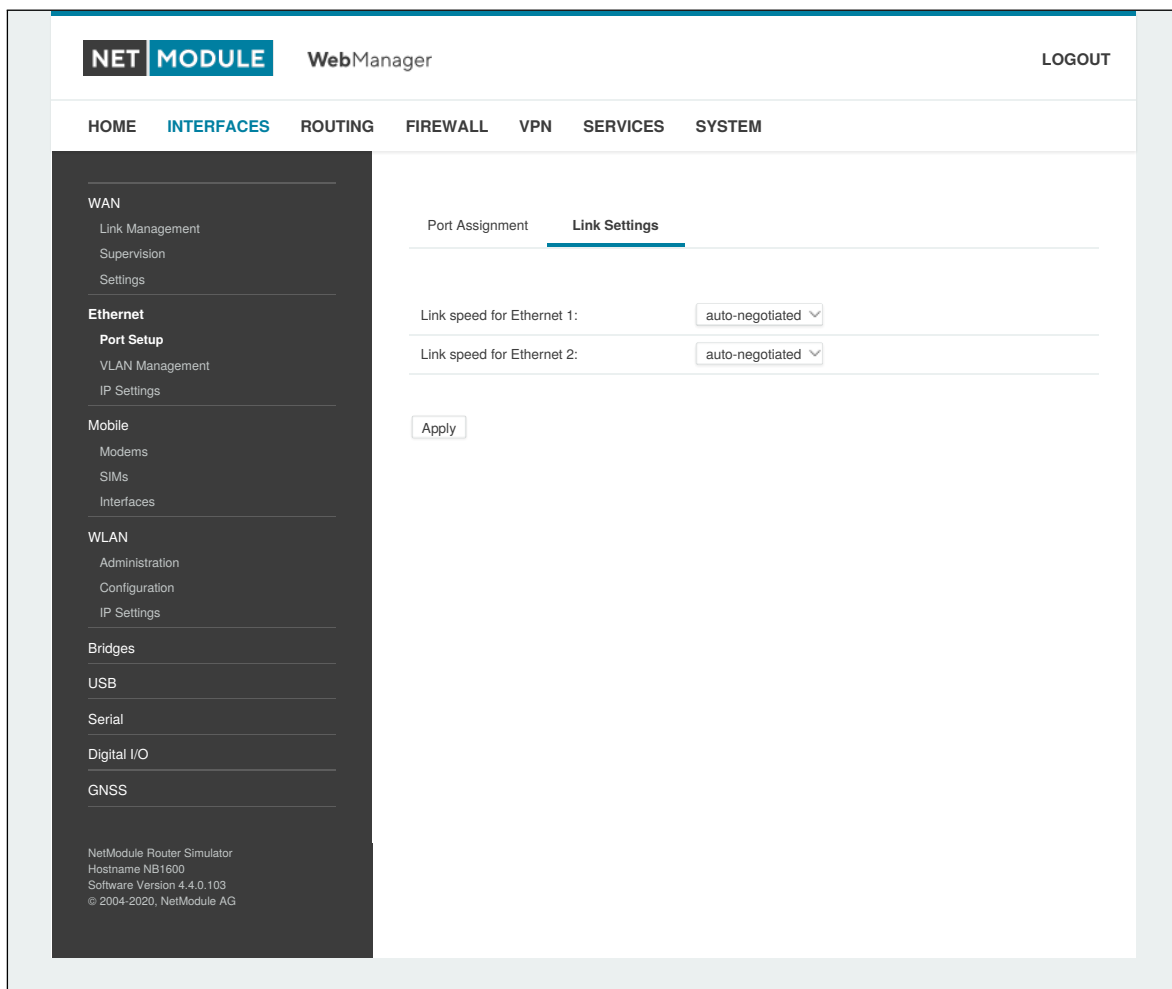 NET MODULE WebManager LOGOUT
HOME INTERFACES ROUTING FIREWALL VPN SERVICES SYSTEM
WAN
Link Management
Supervision
Settings
Ethernet
Port Setup
VLAN Management
IP Settings
Mobile
Modems
SIMs
Interfaces
WLAN
Administration
Configuration
IP Settings
Bridges
USB
Serial
Digital I/O
GNSS
NetModule Router Simulator
Hostname NB1600
Software Version 4.4.0.103
© 2004-2020, NetModule AG
Port Assignment Link Settings
Link speed for Ethernet 1: auto-negotiated
Link speed for Ethernet 2: auto-negotiated
Apply